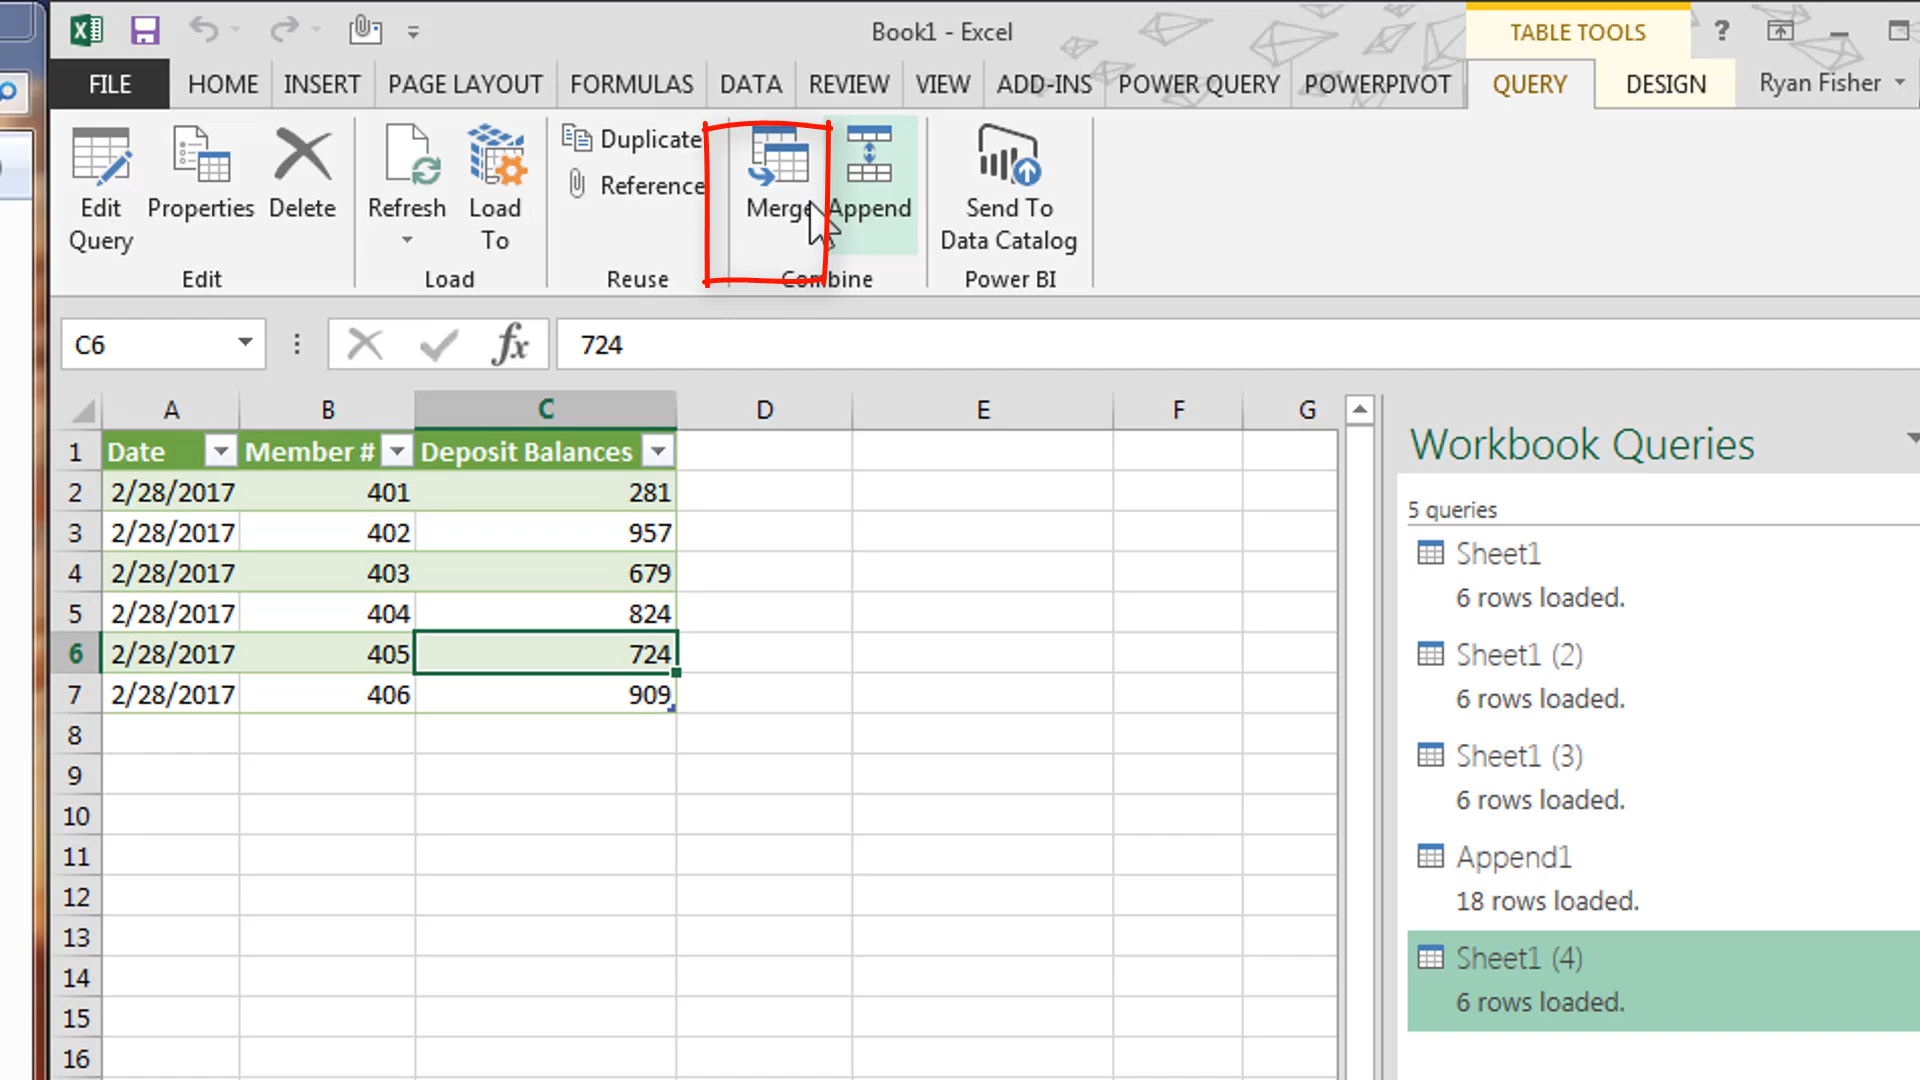 Book1 - Excel
TABLE TOOLS
?
FILE HOME INSERT PAGE LAYOUT FORMULAS DATA REVIEW VIEW ADD-INS POWER QUERY POWERPIVOT QUERY DESIGN Ryan Fisher
Edit Query
Properties
Delete
Edit
Refresh
Load To
Load
Duplicate
Reference
Reuse
Merge
Append
Combine
Send To Data Catalog
Power BI
C6 fx 724
A B C D E F G
1 Date Member # Deposit Balances
2 2/28/2017 401 281
3 2/28/2017 402 957
4 2/28/2017 403 679
5 2/28/2017 404 824
6 2/28/2017 405 724
7 2/28/2017 406 909
8
9
10
11
12
13
14
15
16
Workbook Queries
5 queries
Sheet1
6 rows loaded.
Sheet1 (2)
6 rows loaded.
Sheet1 (3)
6 rows loaded.
Append1
18 rows loaded.
Sheet1 (4)
6 rows loaded.